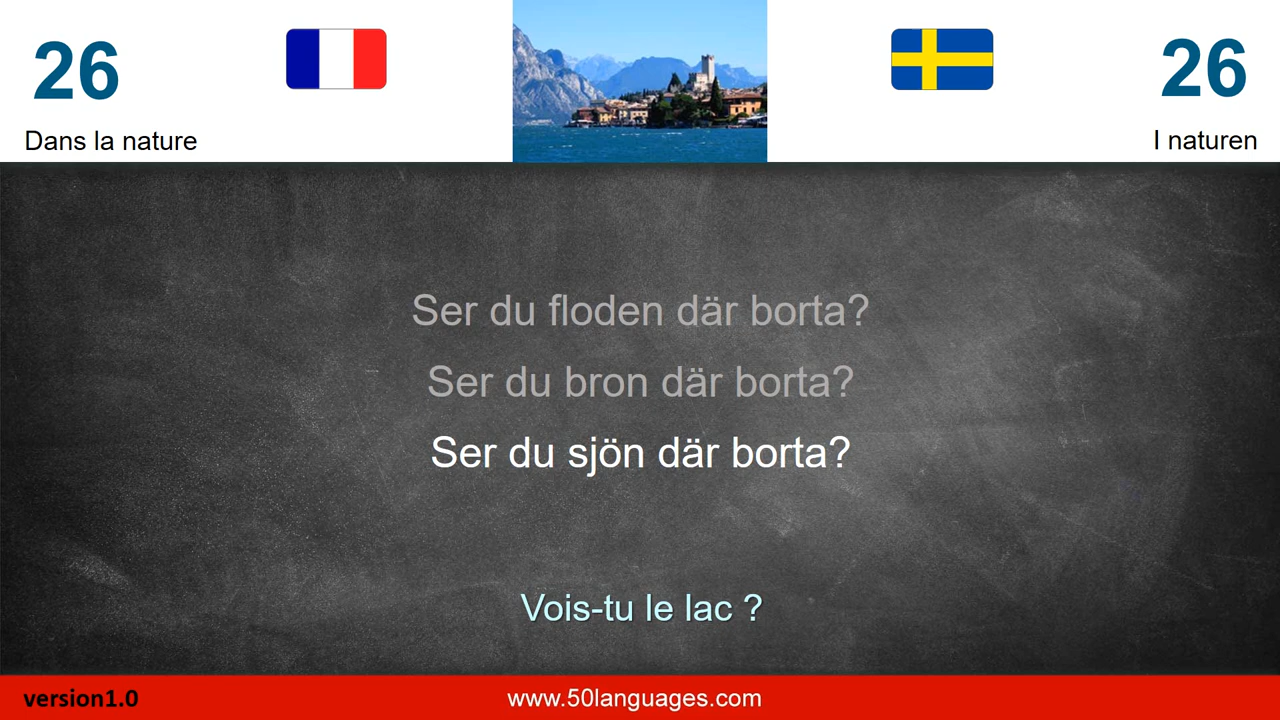 26
26
Dans la nature
I naturen
Ser du floden där borta?
Ser du bron där borta?
Ser du sjön där borta?
Vois-tu le lac ?
version1.0
www.50languages.com